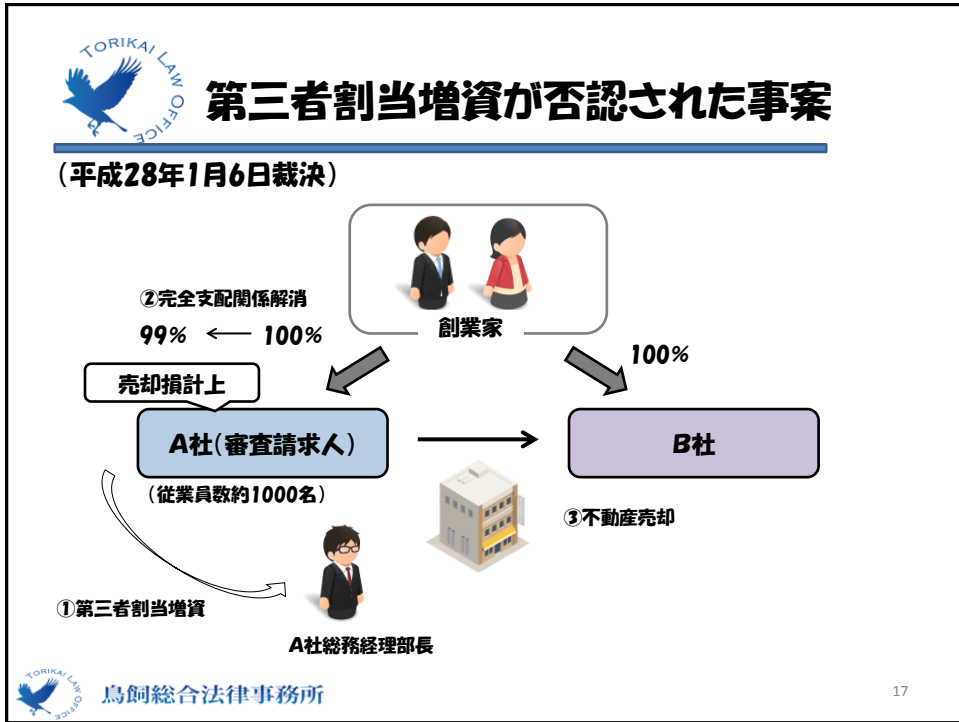 TORIKAI LAW OFFICE
第三者割当増資が否認された事案
(平成28年1月6日裁決)
創業家
②完全支配関係解消
99% ← 100%
100%
売却損計上
A社(審査請求人)
B社
(従業員数約1000名)
③不動産売却
①第三者割当増資
A社総務経理部長
TORIKAI LAW OFFICE
鳥飼総合法律事務所
17